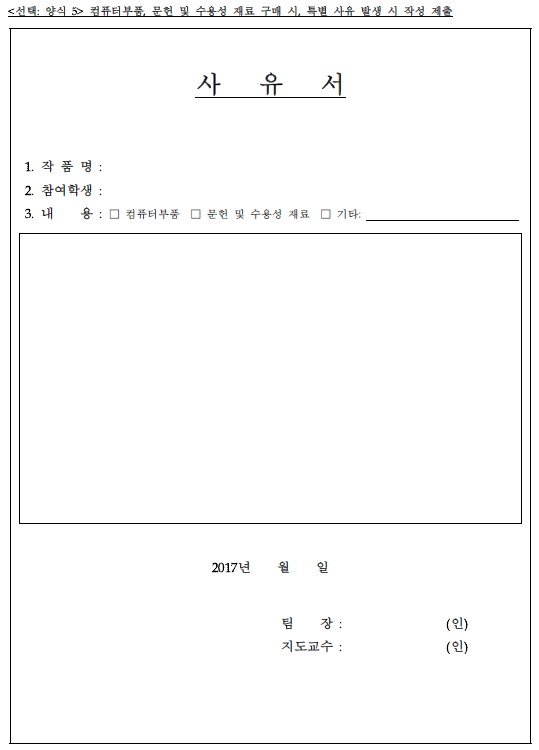 <선택: 양식 5> 컴퓨터부품, 문헌 및 수용성 재료 구매 시, 특별 사유 발생 시 작성 제출
사 유 서
1. 작 품 명 :
2. 참여학생 :
3. 내 용 : □ 컴퓨터부품 □ 문헌 및 수용성 재료 □ 기타:
2017년 월 일
팀 장 : (인)
지도교수 : (인)